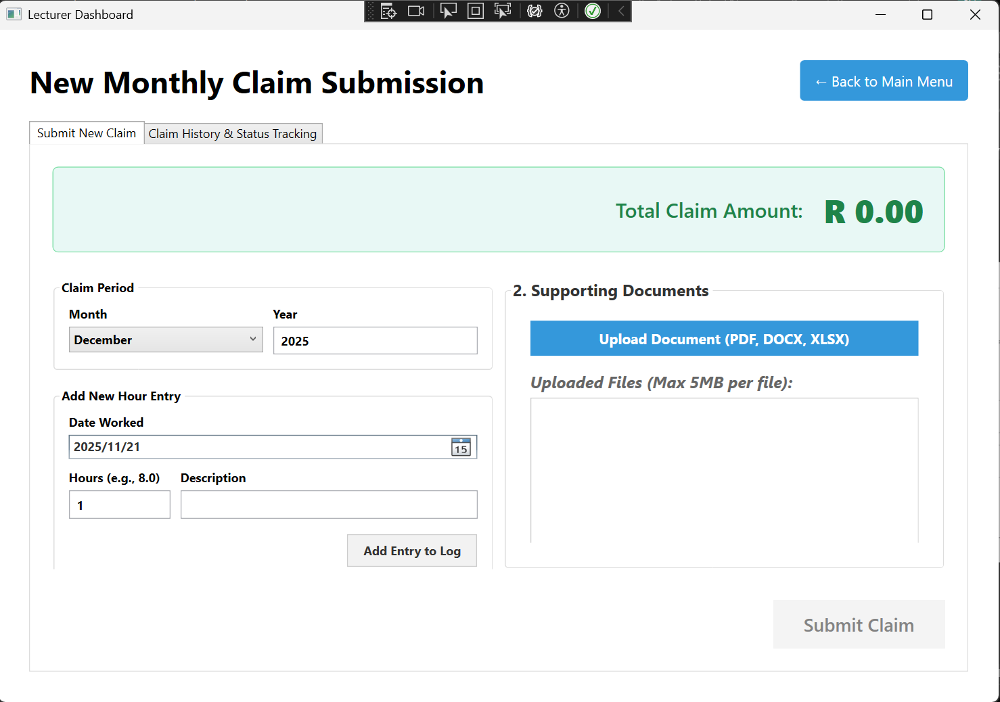 Lecturer Dashboard
New Monthly Claim Submission
← Back to Main Menu
Submit New Claim
Claim History & Status Tracking
Total Claim Amount: R 0.00
Claim Period
Month
Year
December
2025
Add New Hour Entry
Date Worked
2025/11/21
15
Hours (e.g., 8.0)
Description
1
Add Entry to Log
2. Supporting Documents
Upload Document (PDF, DOCX, XLSX)
Uploaded Files (Max 5MB per file):
Submit Claim